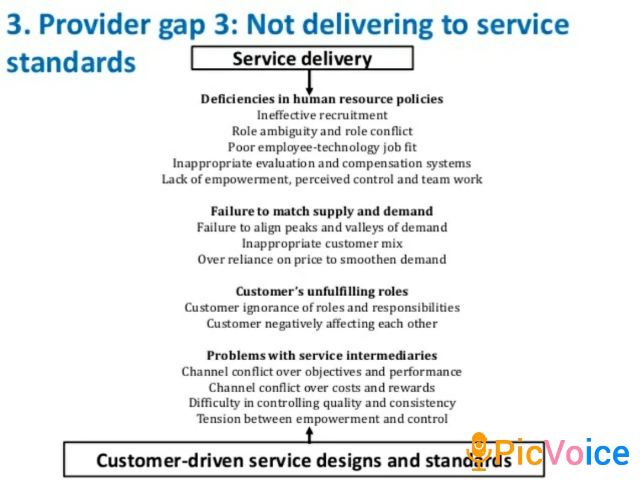 3. Provider gap 3: Not delivering to service
standards
Service delivery
Deficiencies in human resource policies
Ineffective recruitment
Role ambiguity and role conflict
Poor employee-technology job fit
Inappropriate evaluation and compensation systems
Lack of empowerment, perceived control and team work
Failure to match supply and demand
Failure to align peaks and valleys of demand
Inappropriate customer mix
Over reliance on price to smoothen demand
Customer's unfulfilling roles
Customer ignorance of roles and responsibilities
Customer negatively affecting each other
Problems with service intermediaries
Channel conflict over objectives and performance
Channel conflict over costs and rewards
Difficulty in controlling quality and consistency
Tension between empowerment and control
Customer-driven service designs and standards
PicVoice